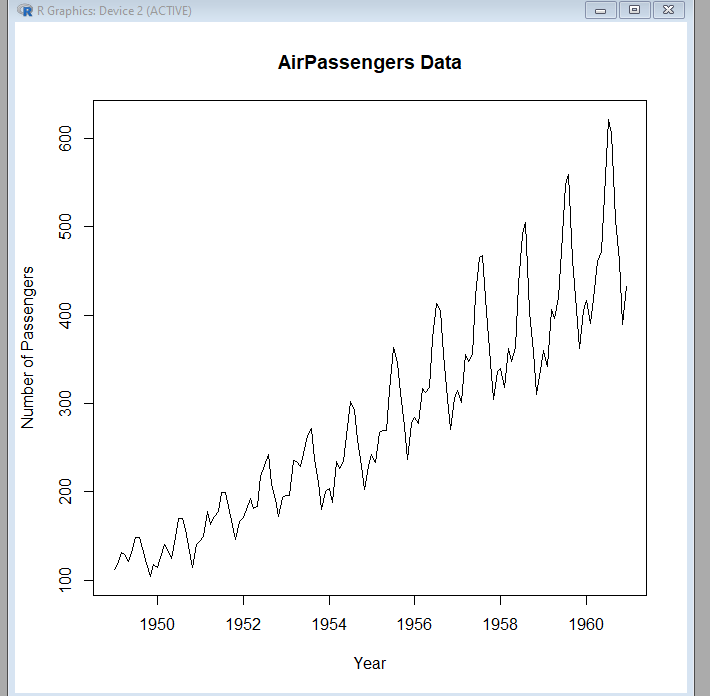 R Graphics: Device 2 (ACTIVE)
AirPassengers Data
600
500
400
300
200
100
Number of Passengers
1950 1952 1954 1956 1958 1960
Year